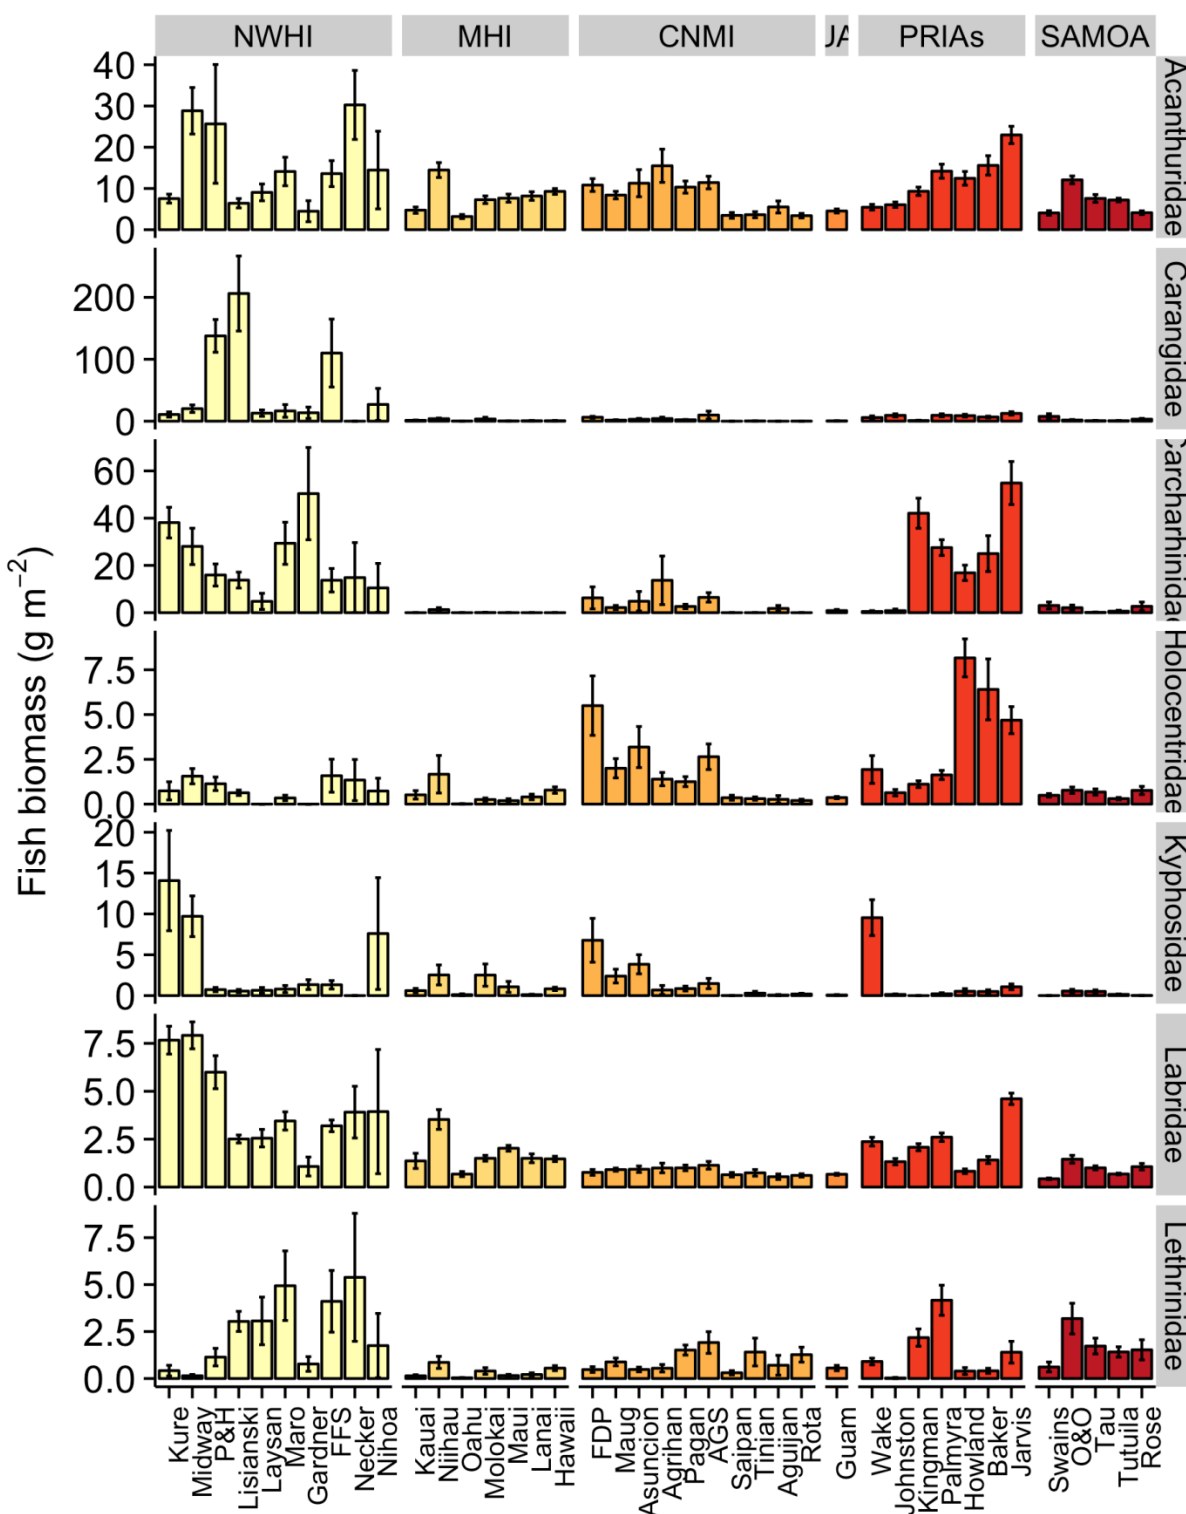 NWHI
MHI
CNMI
UA
PRIAs
SAMOA
Fish biomass (g m−2)
40
30
20
10
0
Acanthuridae
200
100
0
Carangidae
60
40
20
0
Carcharhinidae
7.5
5.0
2.5
0.0
Holocentridae
20
15
10
5
0
Kyphosidae
7.5
5.0
2.5
0.0
Labridae
7.5
5.0
2.5
0.0
Lethrinidae
Kure
Midway
P&H
Lisianski
Laysan
Maro
Gardner
FFS
Necker
Nihoa
Kauai
Niihau
Oahu
Molokai
Maui
Lanai
Hawaii
FDP
Maug
Asuncion
Agrihan
Pagan
AGS
Saipan
Tinian
Aguijan
Rota
Guam
Wake
Johnston
Kingman
Palmyra
Howland
Baker
Jarvis
Swains
O&O
Tau
Tutuila
Rose